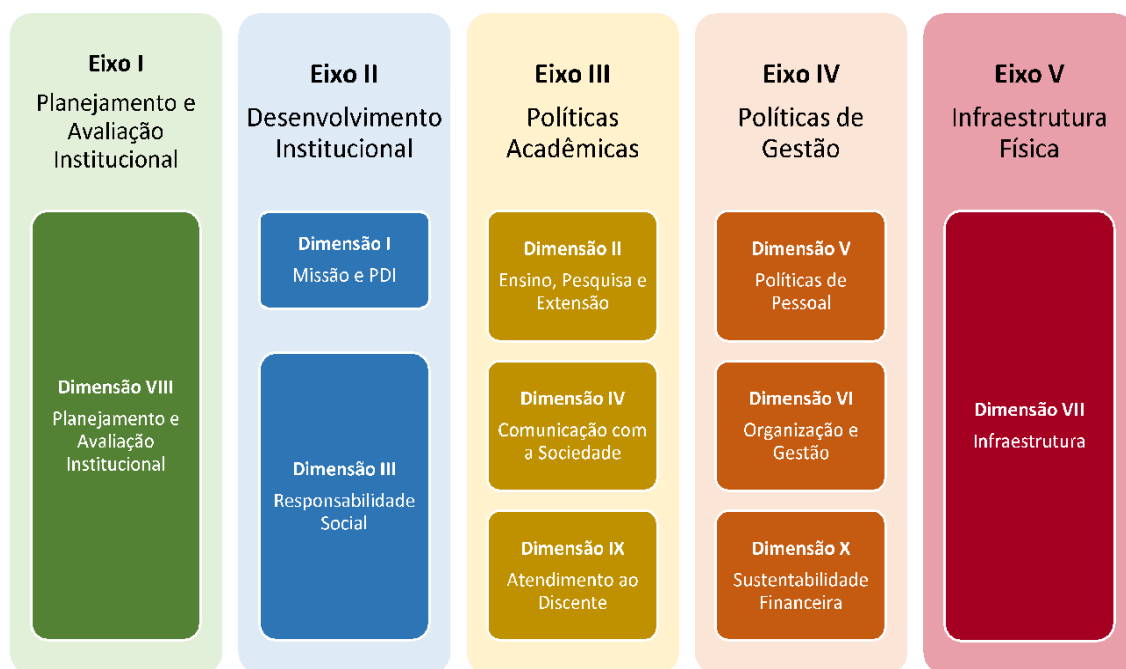 Eixo I
Planejamento e
Avaliação
Institucional
Dimensão VIII
Planejamento e
Avaliação
Institucional
Eixo II
Desenvolvimento
Institucional
Dimensão I
Missão e PDI
Dimensão III
Responsabilidade
Social
Eixo III
Políticas
Acadêmicas
Dimensão II
Ensino, Pesquisa e
Extensão
Dimensão IV
Comunicação com
a Sociedade
Dimensão IX
Atendimento ao
Discente
Eixo IV
Políticas de
Gestão
Dimensão V
Políticas de
Pessoal
Dimensão VI
Organização e
Gestão
Dimensão X
Sustentabilidade
Financeira
Eixo V
Infraestrutura
Física
Dimensão VII
Infraestrutura